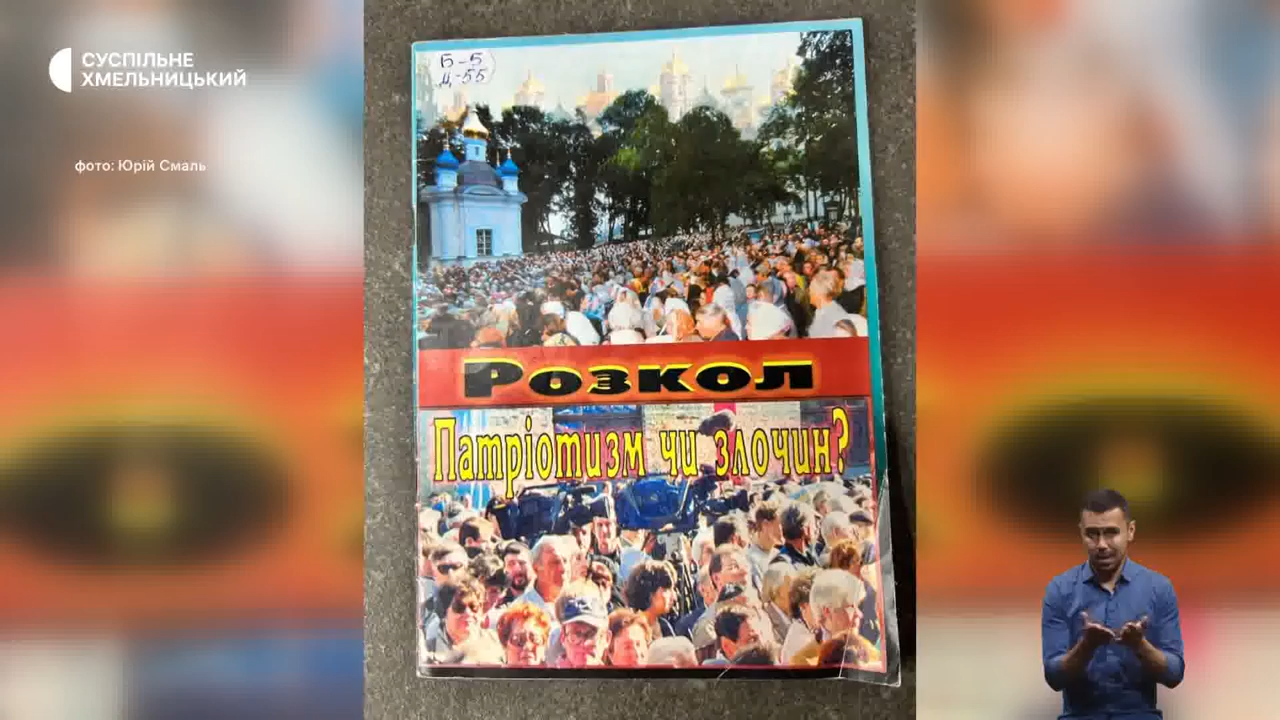 СУСПІЛЬНЕ
ХМЕЛЬНИЦЬКИЙ
фото: Юрій Смаль
Б-5
Ц-55
Розкол
Патріотизм чи злочин?